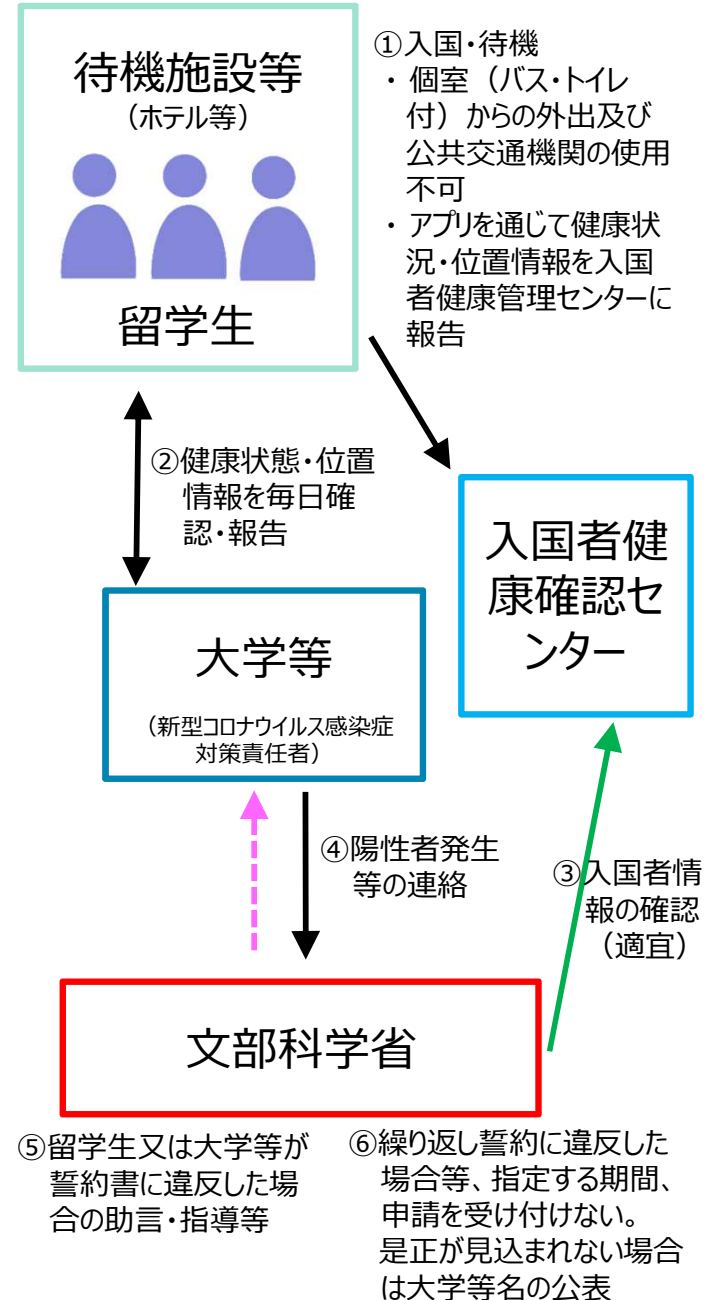 待機施設等
（ホテル等）
留学生
①入国・待機
・ 個室（バス・トイレ
付）からの外出及び
公共交通機関の使用
不可
・ アプリを通じて健康状
況・位置情報を入国
者健康管理センターに
報告
②健康状態・位置
情報を毎日確
認・報告
入国者健
康確認セ
ンター
大学等
（新型コロナウイルス感染症
対策責任者）
④陽性者発生
等の連絡
③入国者情
報の確認
（適宜）
文部科学省
⑤留学生又は大学等が
誓約書に違反した場
合の助言・指導等
⑥繰り返し誓約に違反した
場合等、指定する期間、
申請を受け付けない。
是正が見込まれない場合
は大学等名の公表